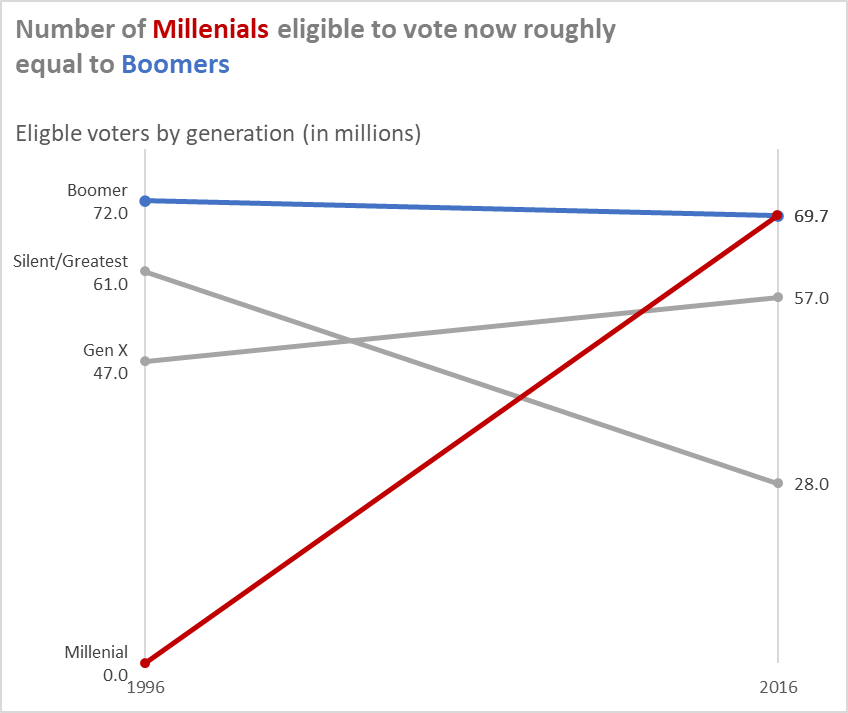 Number of Millenials eligible to vote now roughly
equal to Boomers
Eligble voters by generation (in millions)
Boomer
72.0
69.7
Silent/Greatest
61.0
57.0
Gen X
47.0
28.0
Millenial
0.0
1996
2016